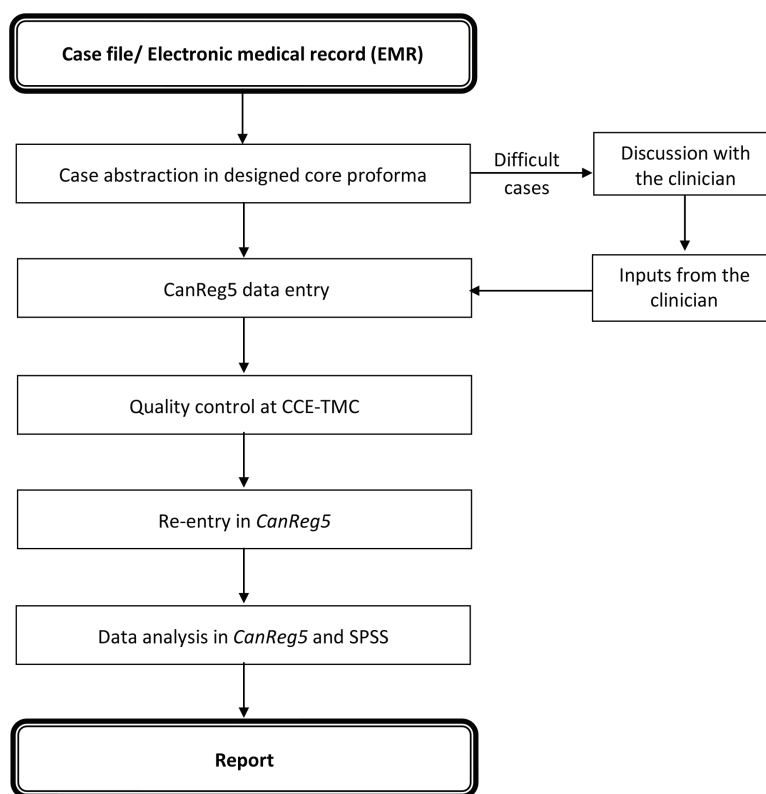 Case file/ Electronic medical record (EMR)
Case abstraction in designed core proforma
Difficult
cases
Discussion with
the clinician
Inputs from the
clinician
CanReg5 data entry
Quality control at CCE-TMC
Re-entry in CanReg5
Data analysis in CanReg5 and SPSS
Report